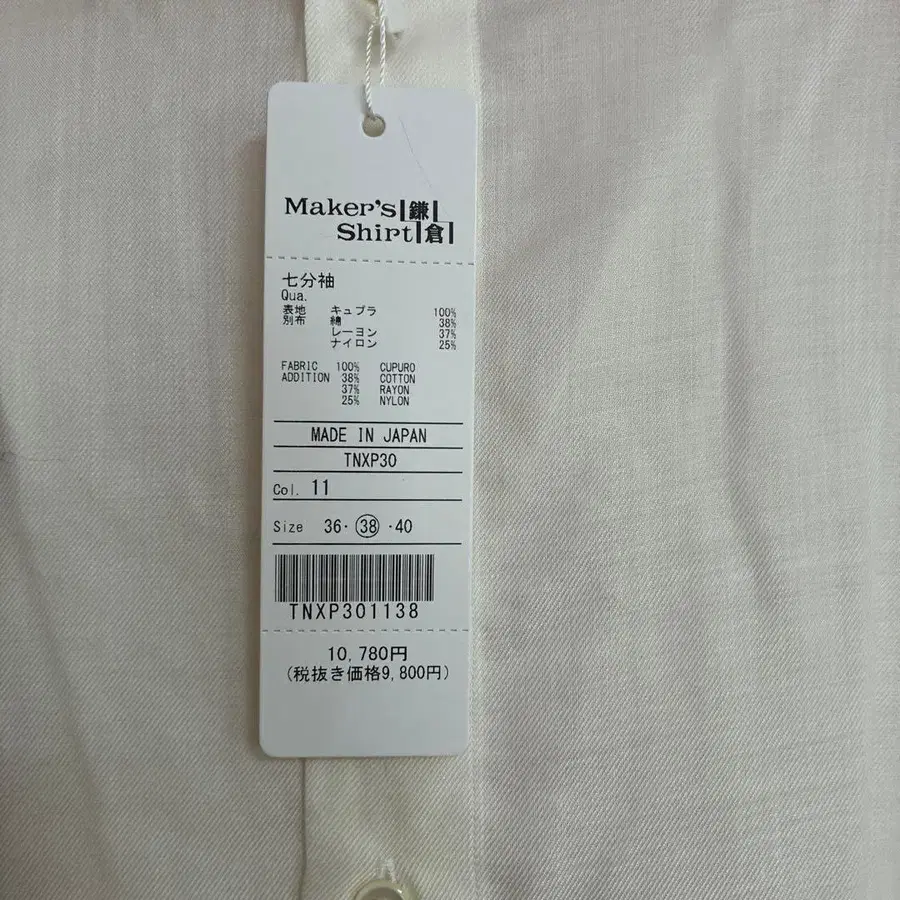 Maker's 鎌
Shirt 倉
七分袖
Qua.
表地 キュプラ 100%
別布 綿 38%
レーヨン 37%
ナイロン 25%
FABRIC 100% CUPURO
ADDITION 38% COTTON
37% RAYON
25% NYLON
MADE IN JAPAN
TNXP30
Col. 11
Size 36・38・40
TNXP301138
10,780円
(税抜き価格9,800円)